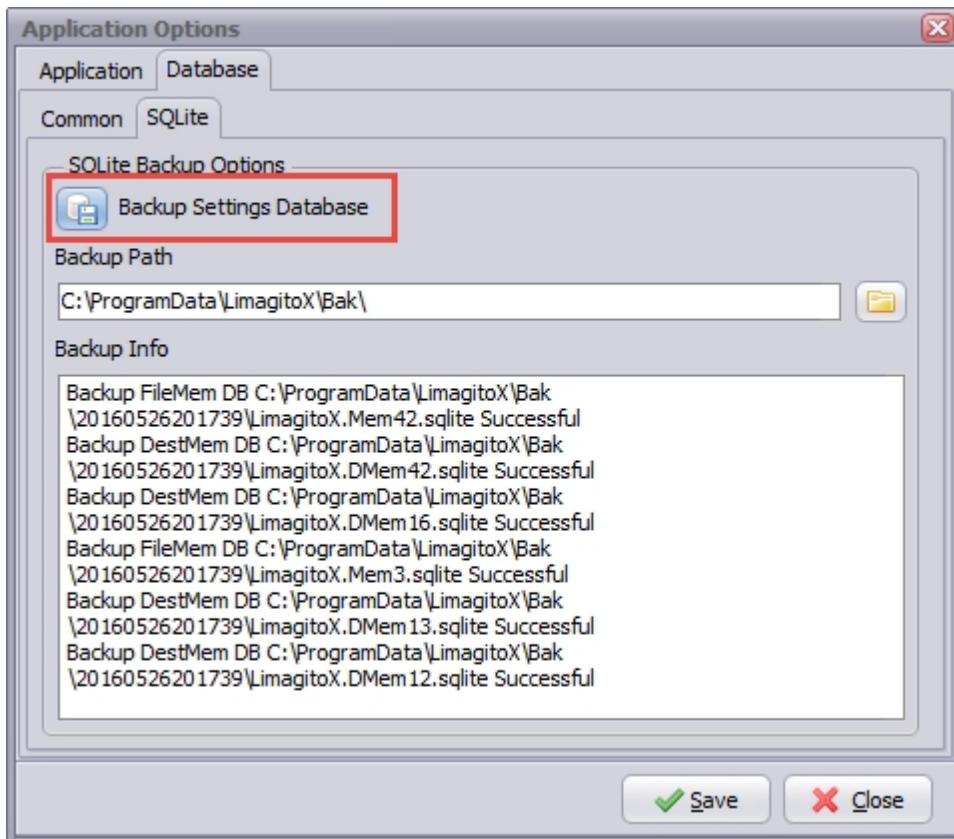 Application Options
Application Database
Common SQLite
SQLite Backup Options
Backup Settings Database
Backup Path
C:\ProgramData\LimagitoX\Bak\
Backup Info
Backup FileMem DB C:\ProgramData\LimagitoX\Bak
\20160526201739\LimagitoX.Mem42.sqlite Successful
Backup DestMem DB C:\ProgramData\LimagitoX\Bak
\20160526201739\LimagitoX.DMem42.sqlite Successful
Backup DestMem DB C:\ProgramData\LimagitoX\Bak
\20160526201739\LimagitoX.DMem16.sqlite Successful
Backup FileMem DB C:\ProgramData\LimagitoX\Bak
\20160526201739\LimagitoX.Mem3.sqlite Successful
Backup DestMem DB C:\ProgramData\LimagitoX\Bak
\20160526201739\LimagitoX.DMem13.sqlite Successful
Backup DestMem DB C:\ProgramData\LimagitoX\Bak
\20160526201739\LimagitoX.DMem12.sqlite Successful
Save Close